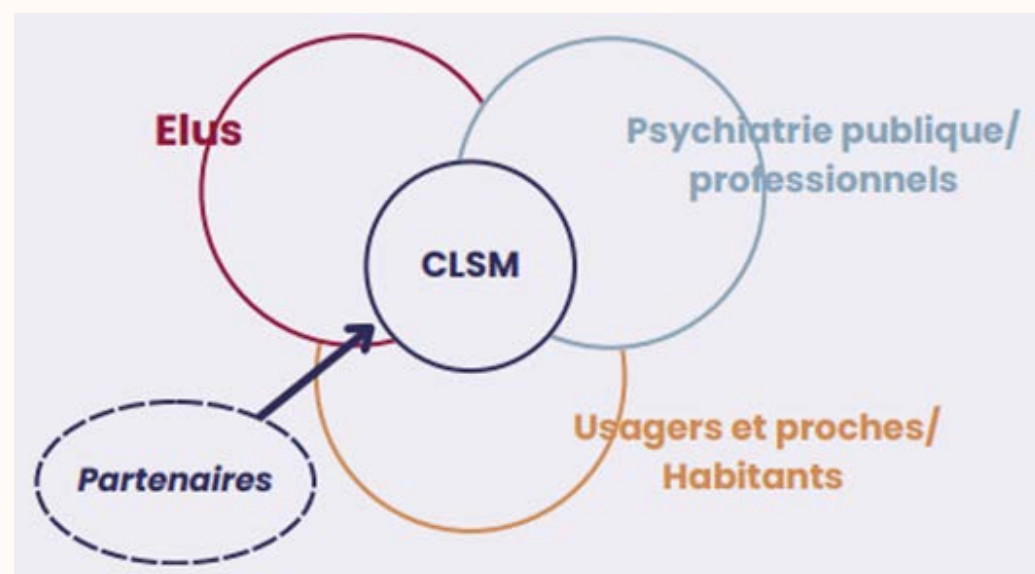 Elus
Psychiatrie publique/
professionnels
CLSM
Usagers et proches/
Habitants
Partenaires